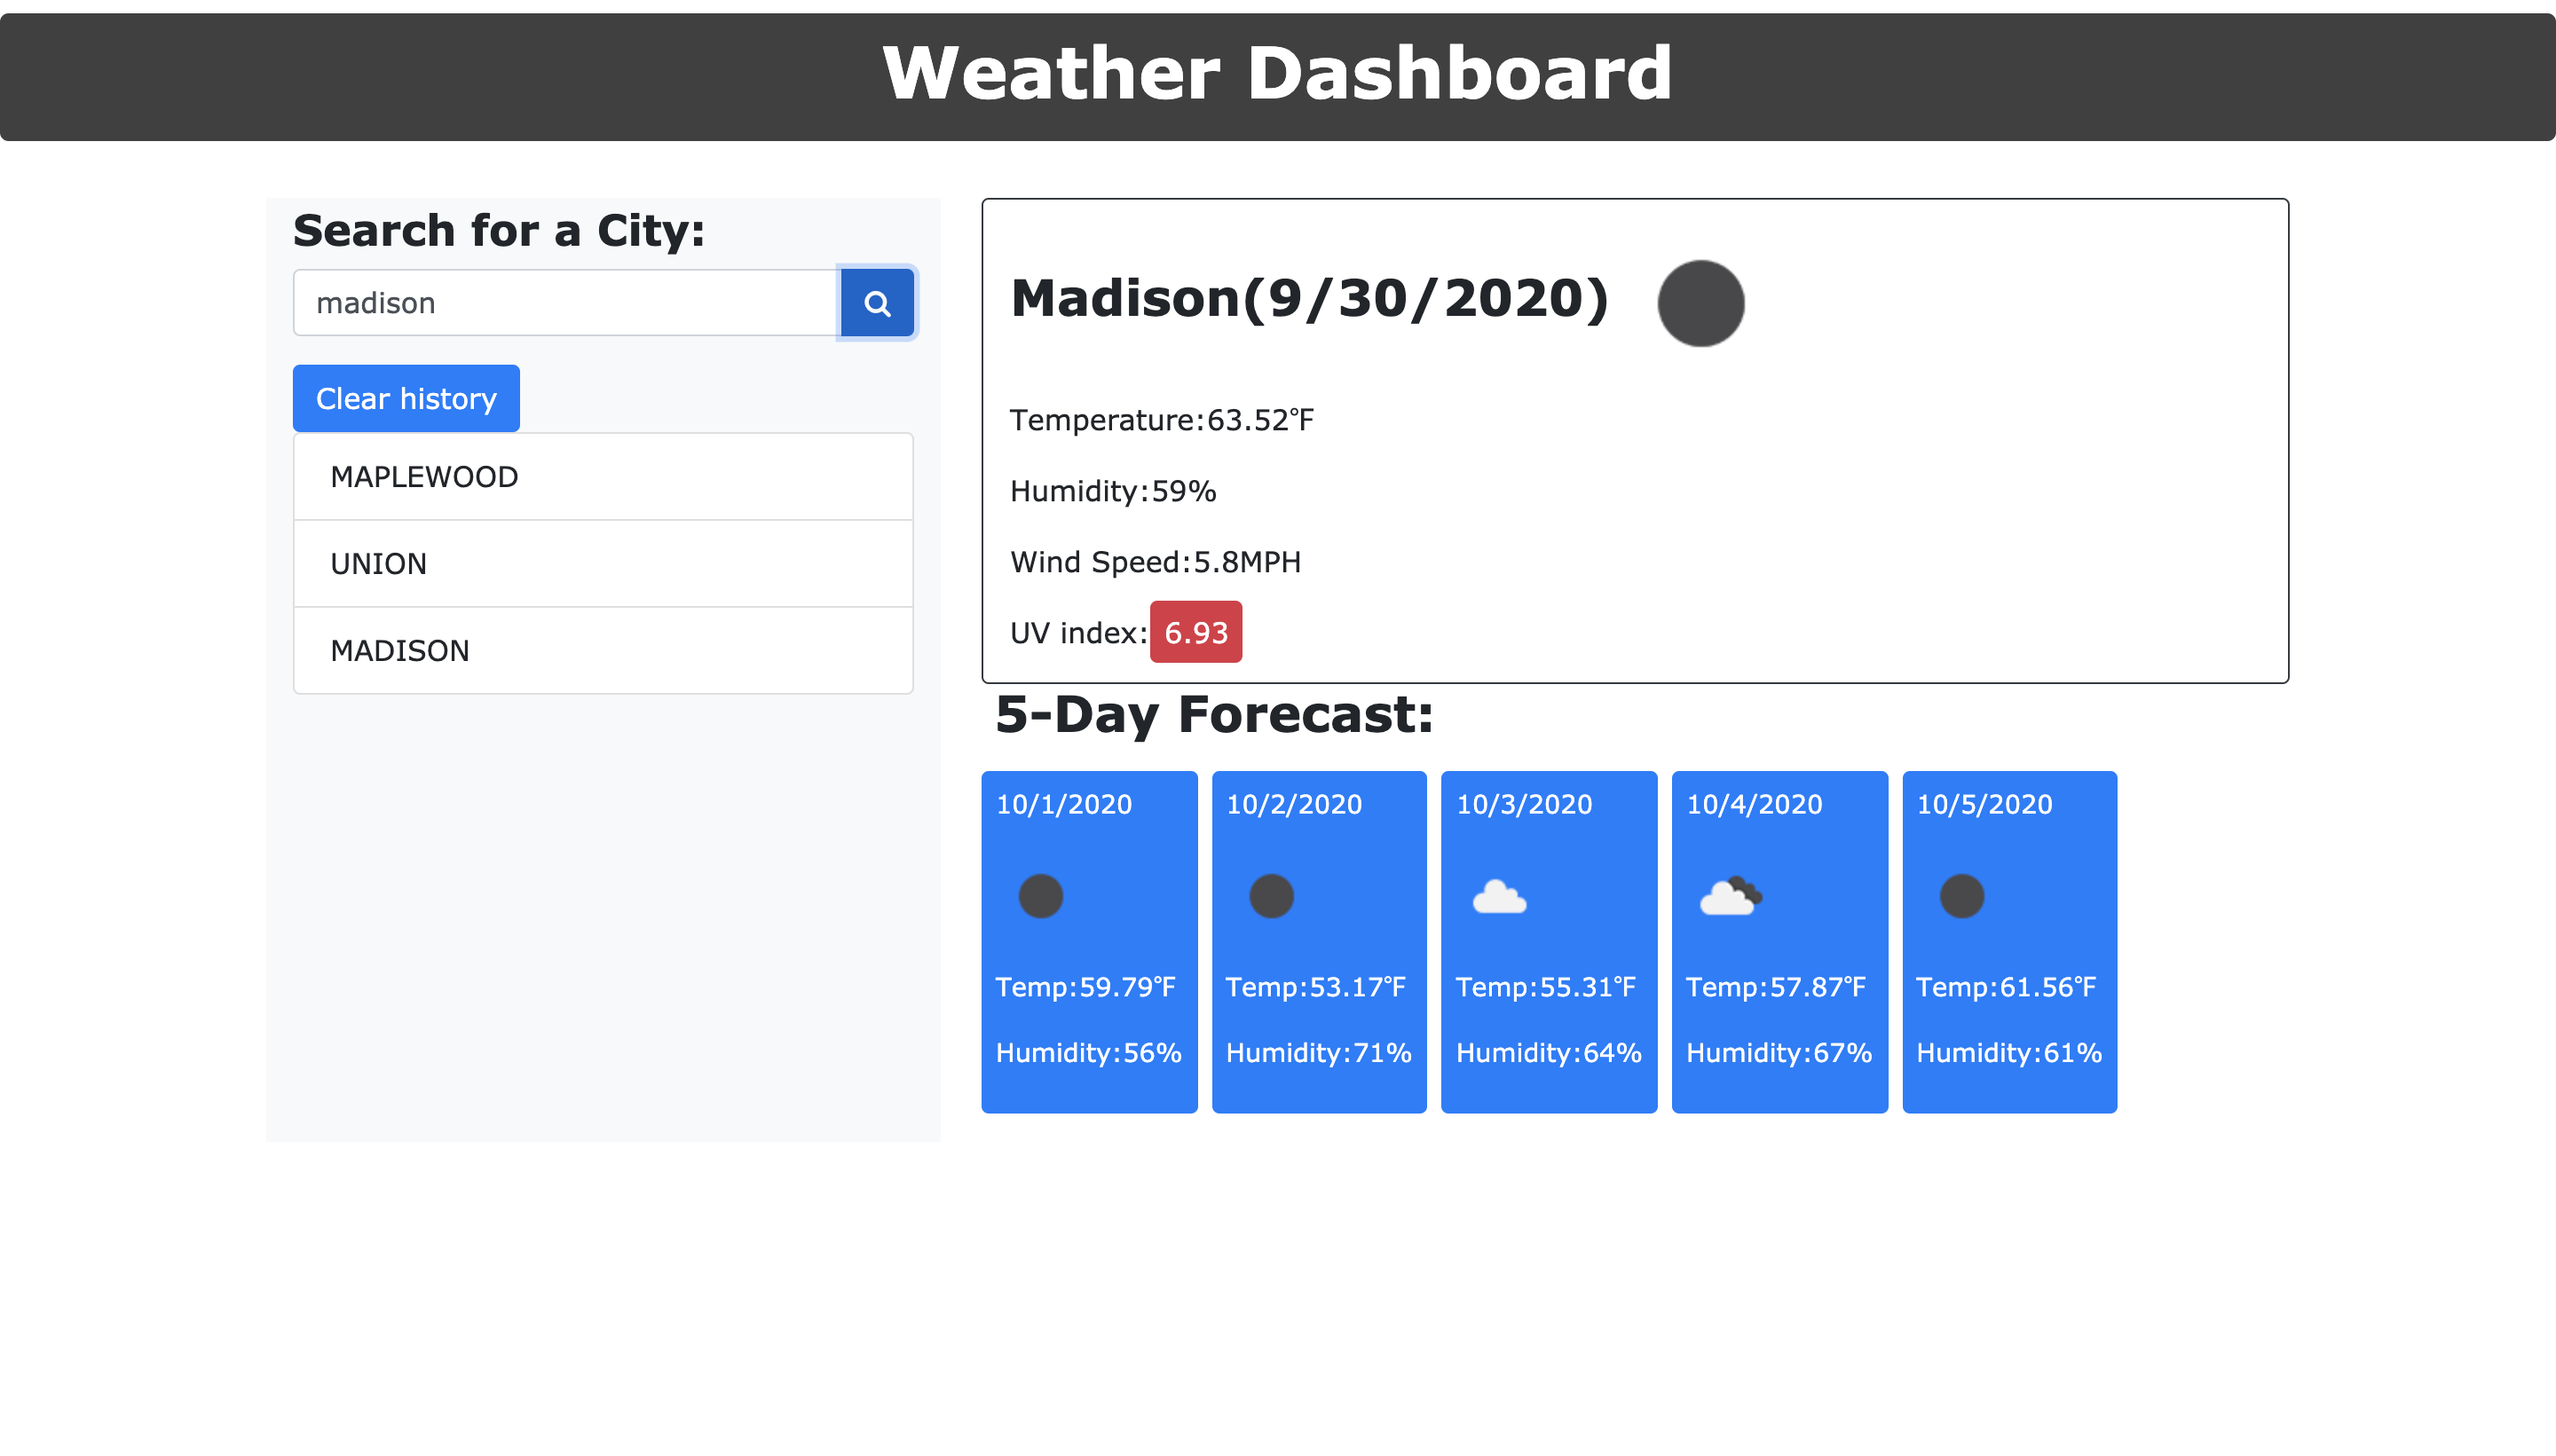 Weather Dashboard
Search for a City:
madison
Clear history
MAPLEWOOD
UNION
MADISON
Madison(9/30/2020)
Temperature:63.52℉
Humidity:59%
Wind Speed:5.8MPH
UV index: 6.93
5-Day Forecast:
10/1/2020
Temp:59.79℉
Humidity:56%
10/2/2020
Temp:53.17℉
Humidity:71%
10/3/2020
Temp:55.31℉
Humidity:64%
10/4/2020
Temp:57.87℉
Humidity:67%
10/5/2020
Temp:61.56℉
Humidity:61%